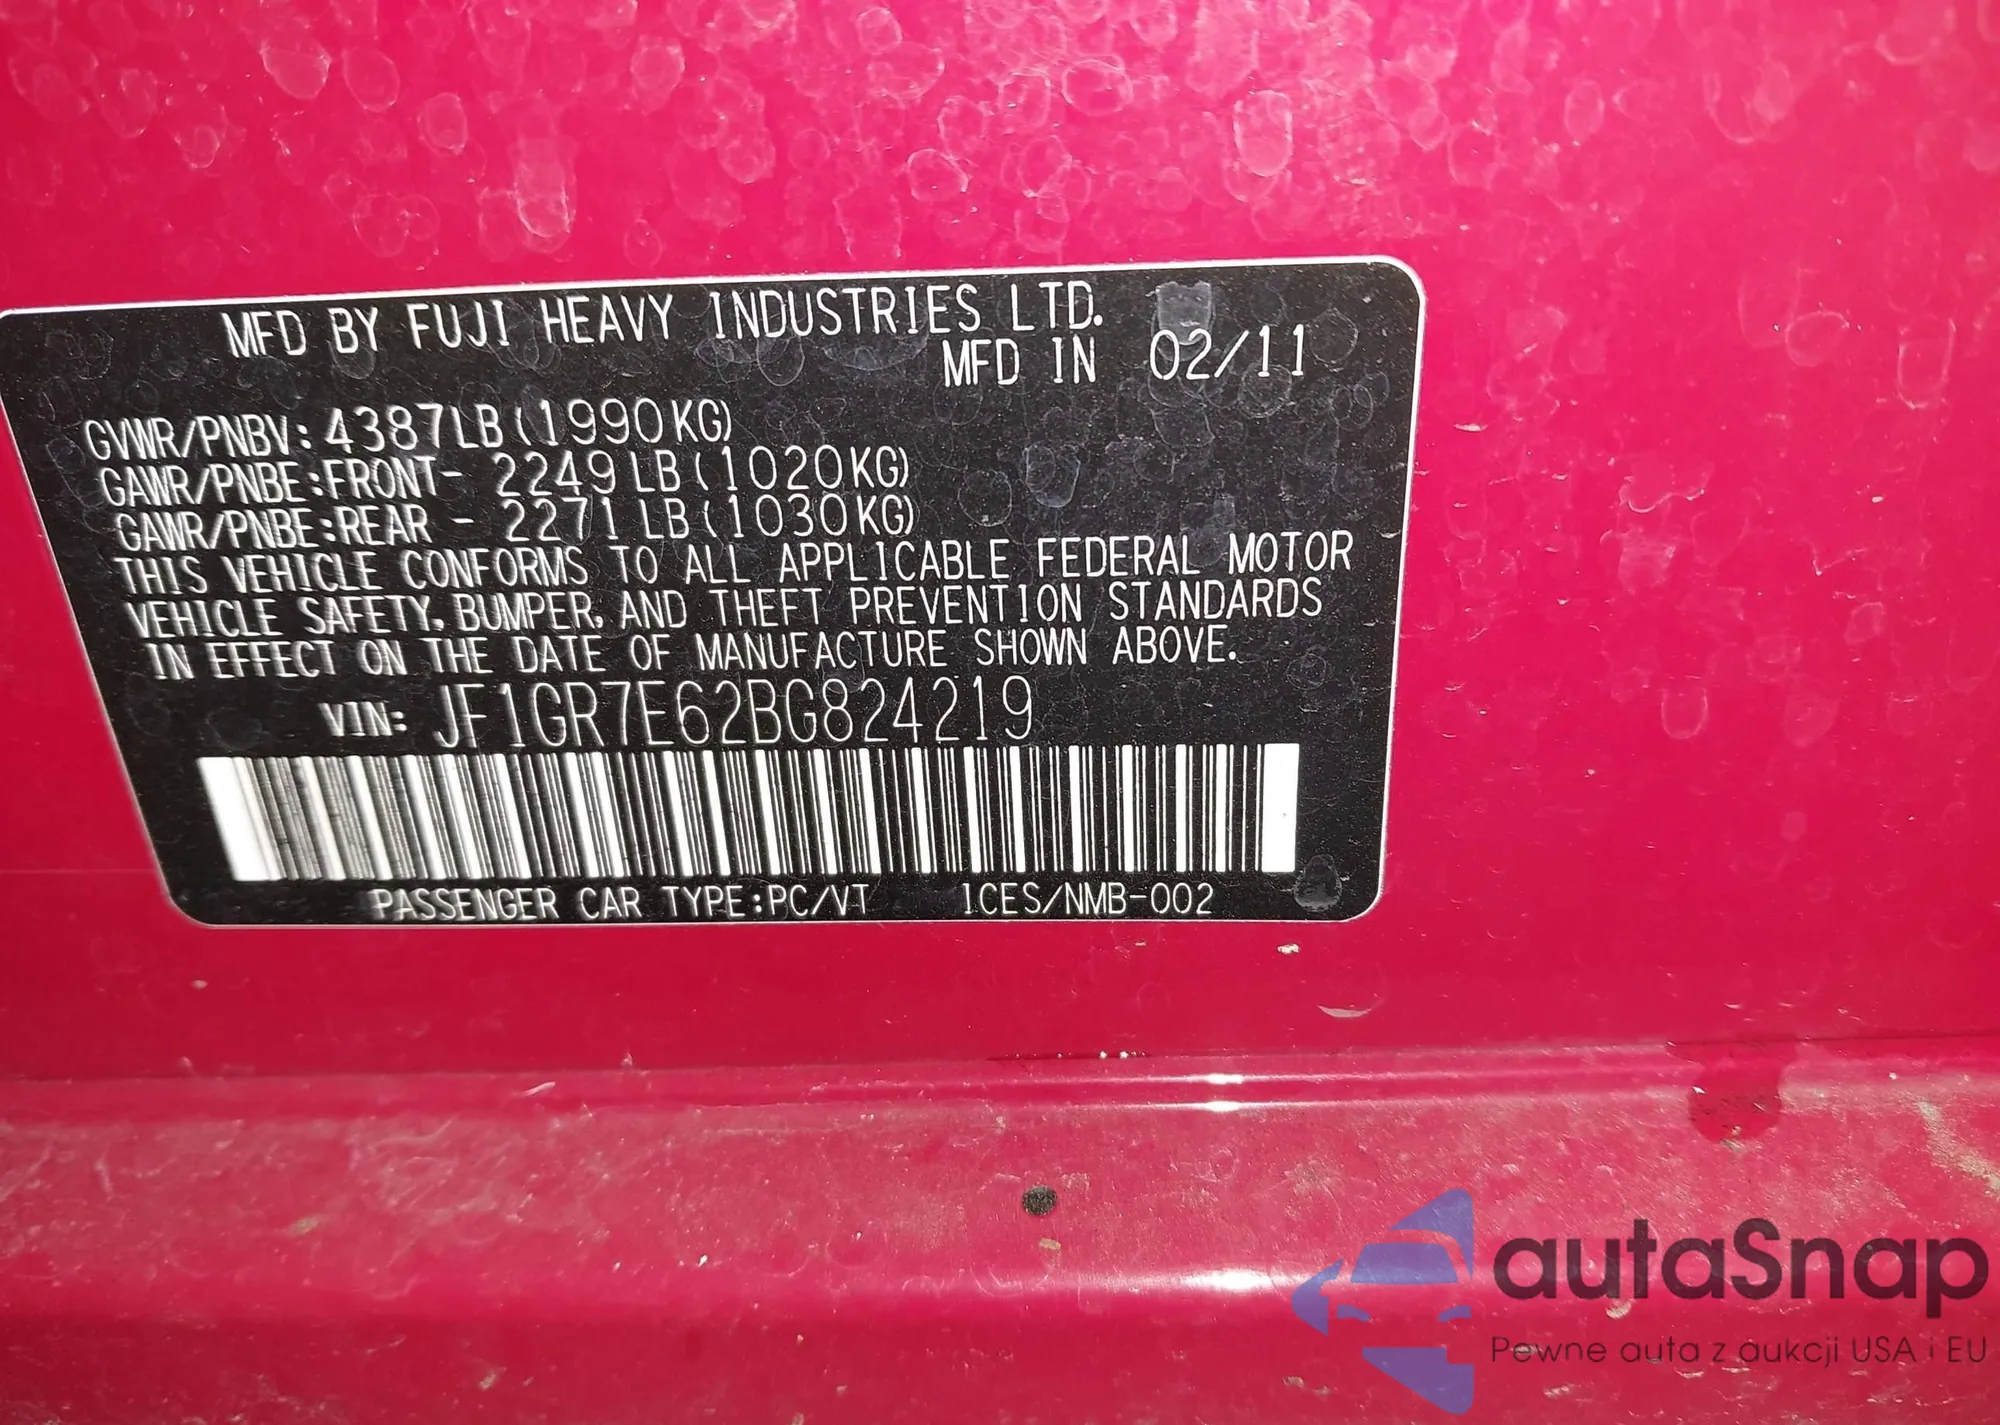 MFD BY FUJI HEAVY INDUSTRIES LTD.
MFD IN 02/11
GVWR/PNBV:4387LB(1990KG)
GAWR/PNBE:FRONT- 2249LB(1020KG)
GAWR/PNBE:REAR - 2271LB(1030KG)
THIS VEHICLE CONFORMS TO ALL APPLICABLE FEDERAL MOTOR
VEHICLE SAFETY, BUMPER, AND THEFT PREVENTION STANDARDS
IN EFFECT ON THE DATE OF MANUFACTURE SHOWN ABOVE.
VIN: JF1GR7E62BG824219
PASSENGER CAR TYPE:PC/VT 1CES/NMB-002
autaSnap
Pewne auta z aukcji USA i EU